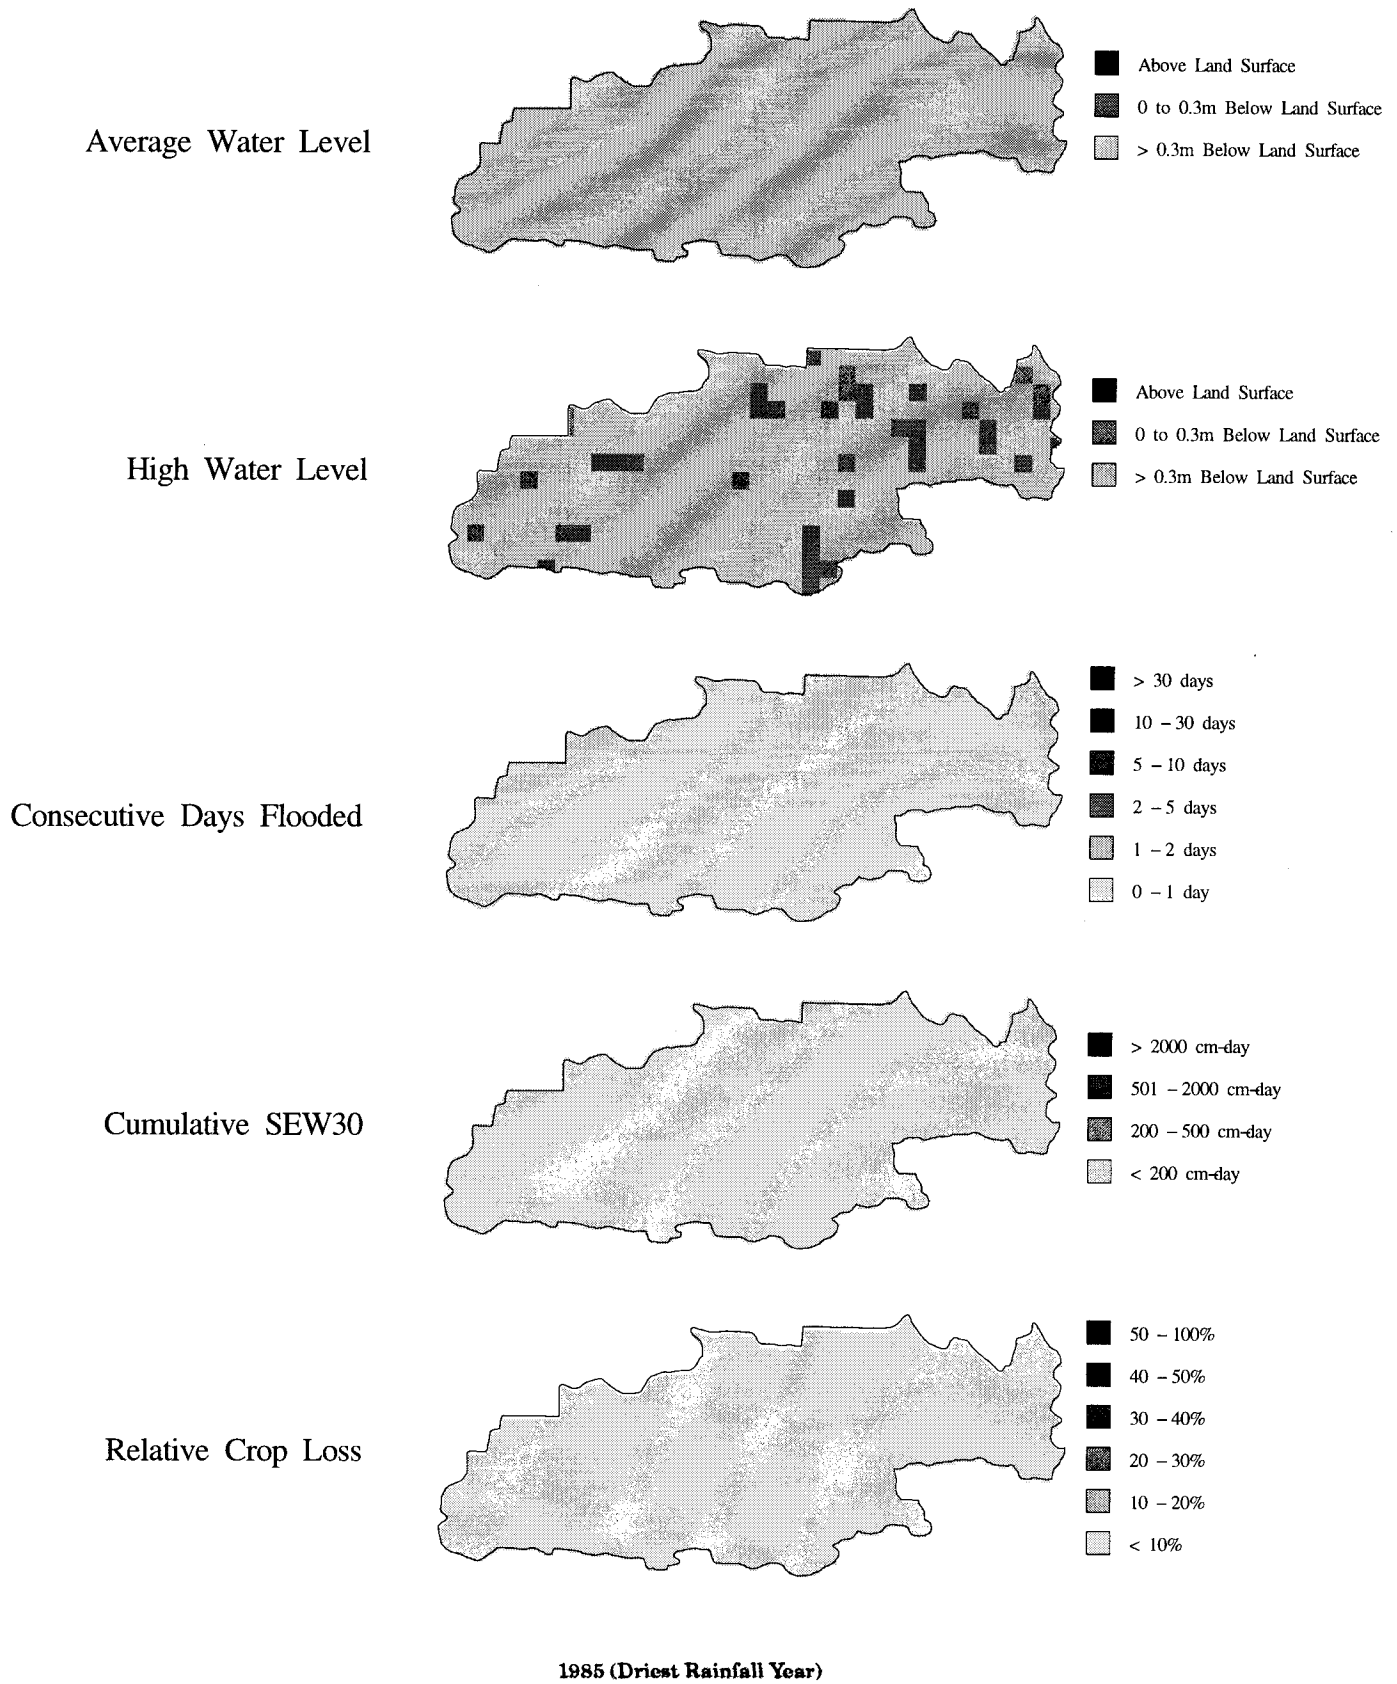 Average Water Level
Above Land Surface
0 to 0.3m Below Land Surface
> 0.3m Below Land Surface
High Water Level
Above Land Surface
0 to 0.3m Below Land Surface
> 0.3m Below Land Surface
Consecutive Days Flooded
> 30 days
10 – 30 days
5 – 10 days
2 – 5 days
1 – 2 days
0 – 1 day
Cumulative SEW30
> 2000 cm-day
501 – 2000 cm-day
200 – 500 cm-day
< 200 cm-day
Relative Crop Loss
50 – 100%
40 – 50%
30 – 40%
20 – 30%
10 – 20%
< 10%
1985 (Driest Rainfall Year)